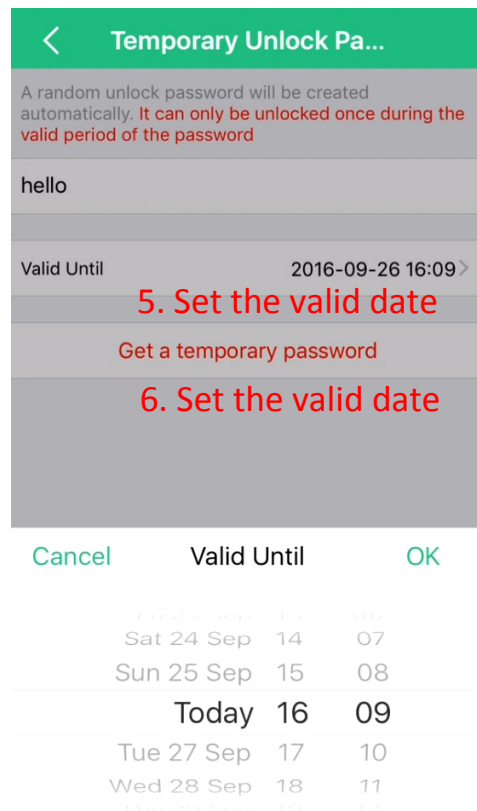 Temporary Unlock Pa...
A random unlock password will be created
automatically. It can only be unlocked once during the
valid period of the password
hello
Valid Until 2016-09-26 16:09
5. Set the valid date
Get a temporary password
6. Set the valid date
Cancel Valid Until OK
Sat 24 Sep 14 07
Sun 25 Sep 15 08
Today 16 09
Tue 27 Sep 17 10
Wed 28 Sep 18 11